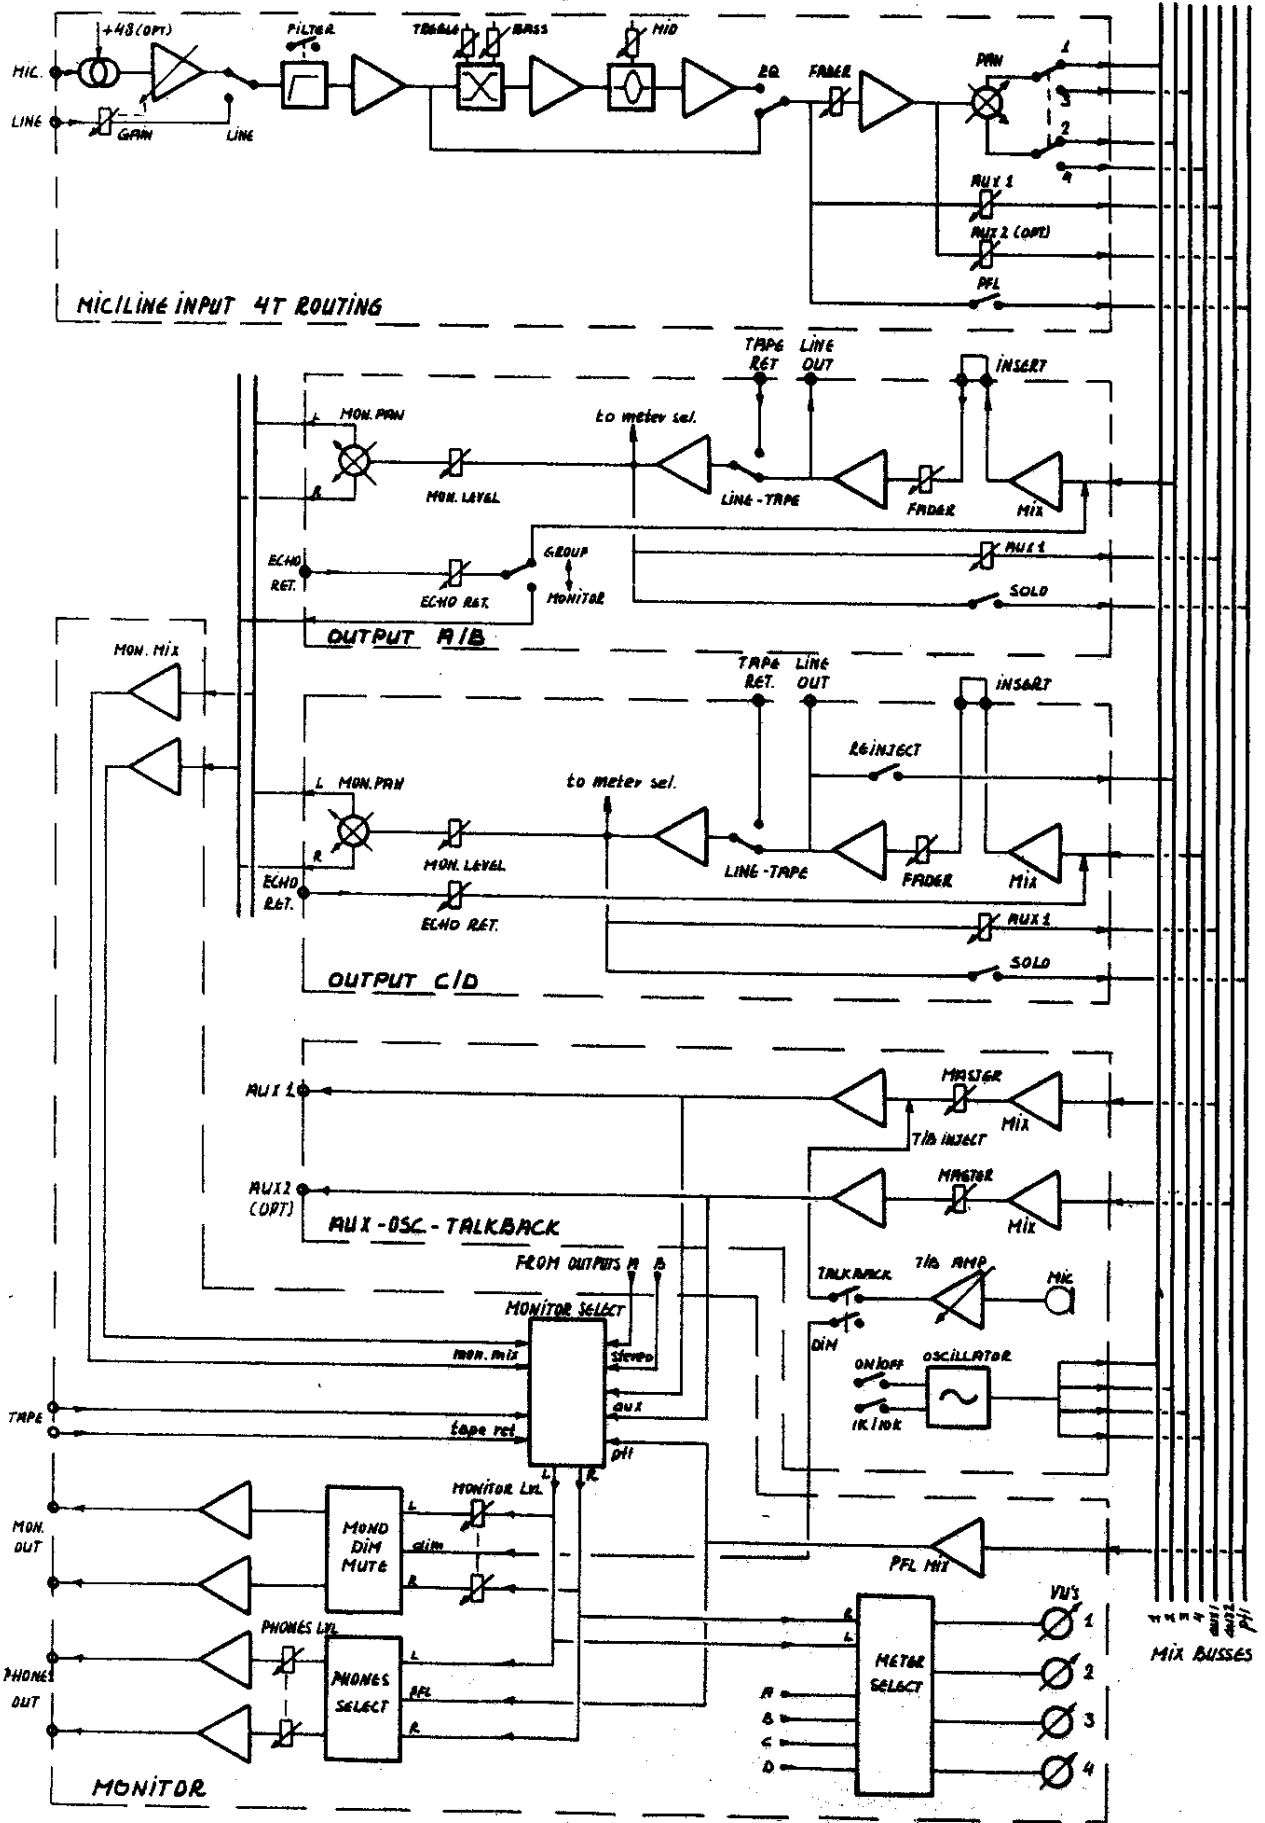 +48 (OPT)
FILTER
TREBLE
BASS
MID
MIC.
LINE
GAIN
LINE
EQ
FADER
PAN
1
3
2
4
AUX 1
AUX 2 (OPT)
PFL
MIC/LINE INPUT 4T ROUTING
TAPE RET
LINE OUT
INSERT
L
MON. PAN
to meter sel.
R
MON. LEVEL
LINE-TAPE
FADER
MIX
ECHO RET.
ECHO RET.
GROUP
MONITOR
AUX 1
SOLO
OUTPUT A/B
MON. MIX
TAPE RET.
LINE OUT
INSERT
REINJECT
L
MON. PAN
to meter sel.
R
MON. LEVEL
LINE-TAPE
FADER
MIX
ECHO RET.
ECHO RET.
AUX 1
SOLO
OUTPUT C/D
AUX 1
MASTER
MIX
T/B INJECT
AUX2 (OPT)
MASTER
MIX
AUX-OSC-TALKBACK
FROM OUTPUTS A B
T/B AMP
MIC
TALKBACK
MONITOR SELECT
DIM
mon. mix
stereo
ON/OFF
OSCILLATOR
aux
1K/10K
TAPE
tape ret
pfl
L
R
MONITOR LVL
MON. OUT
MONO DIM MUTE
L
dim
R
PFL MIX
PHONES LVL
PHONES OUT
PHONES SELECT
L
PFL
R
METER SELECT
R
L
A
B
C
D
VU's
1
2
3
4
1
2
3
4
aux1
aux2
pfl
MIX BUSSES
MONITOR